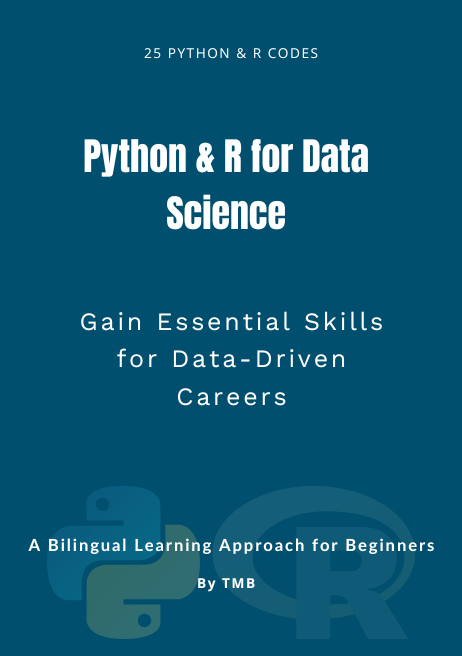 25 PYTHON & R CODES
Python & R for Data
Science
Gain Essential Skills
for Data-Driven
Careers
A Bilingual Learning Approach for Beginners
By TMB
R